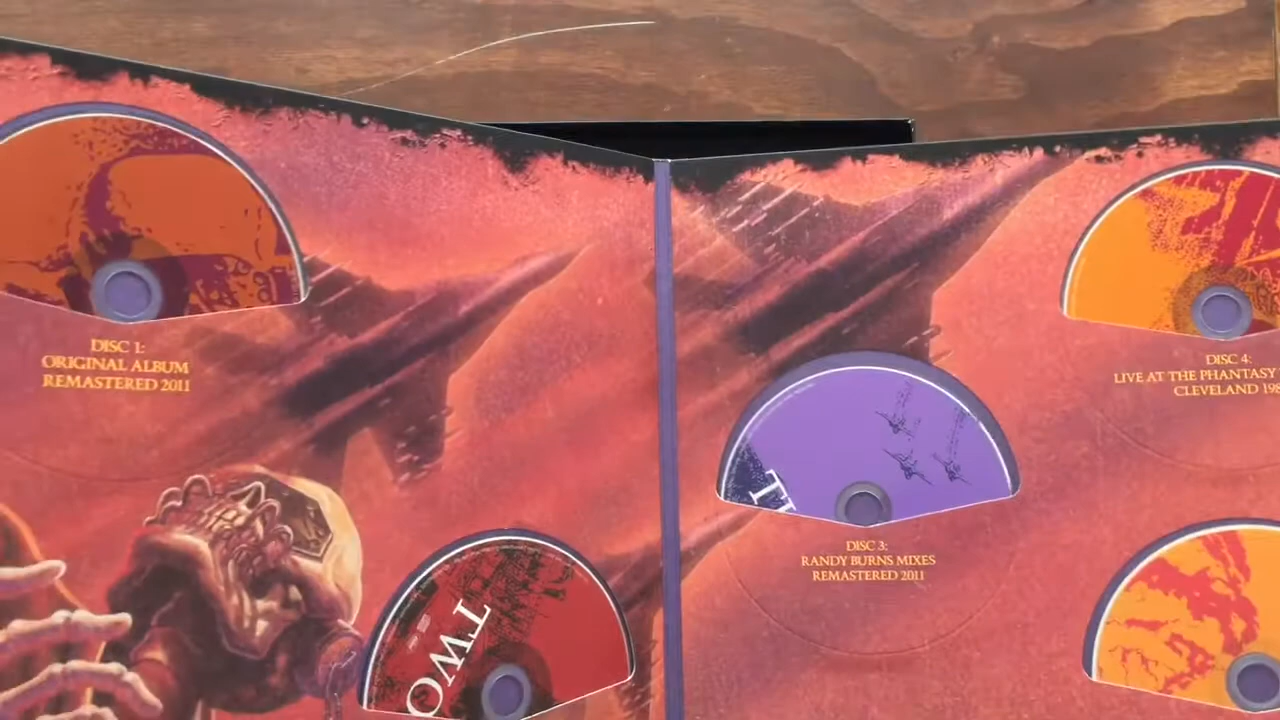 DISC 1:
ORIGINAL ALBUM
REMASTERED 2011
TWO
DISC 3:
RANDY BURNS MIXES
REMASTERED 2011
DISC 4:
LIVE AT THE PHANTASY
CLEVELAND 198